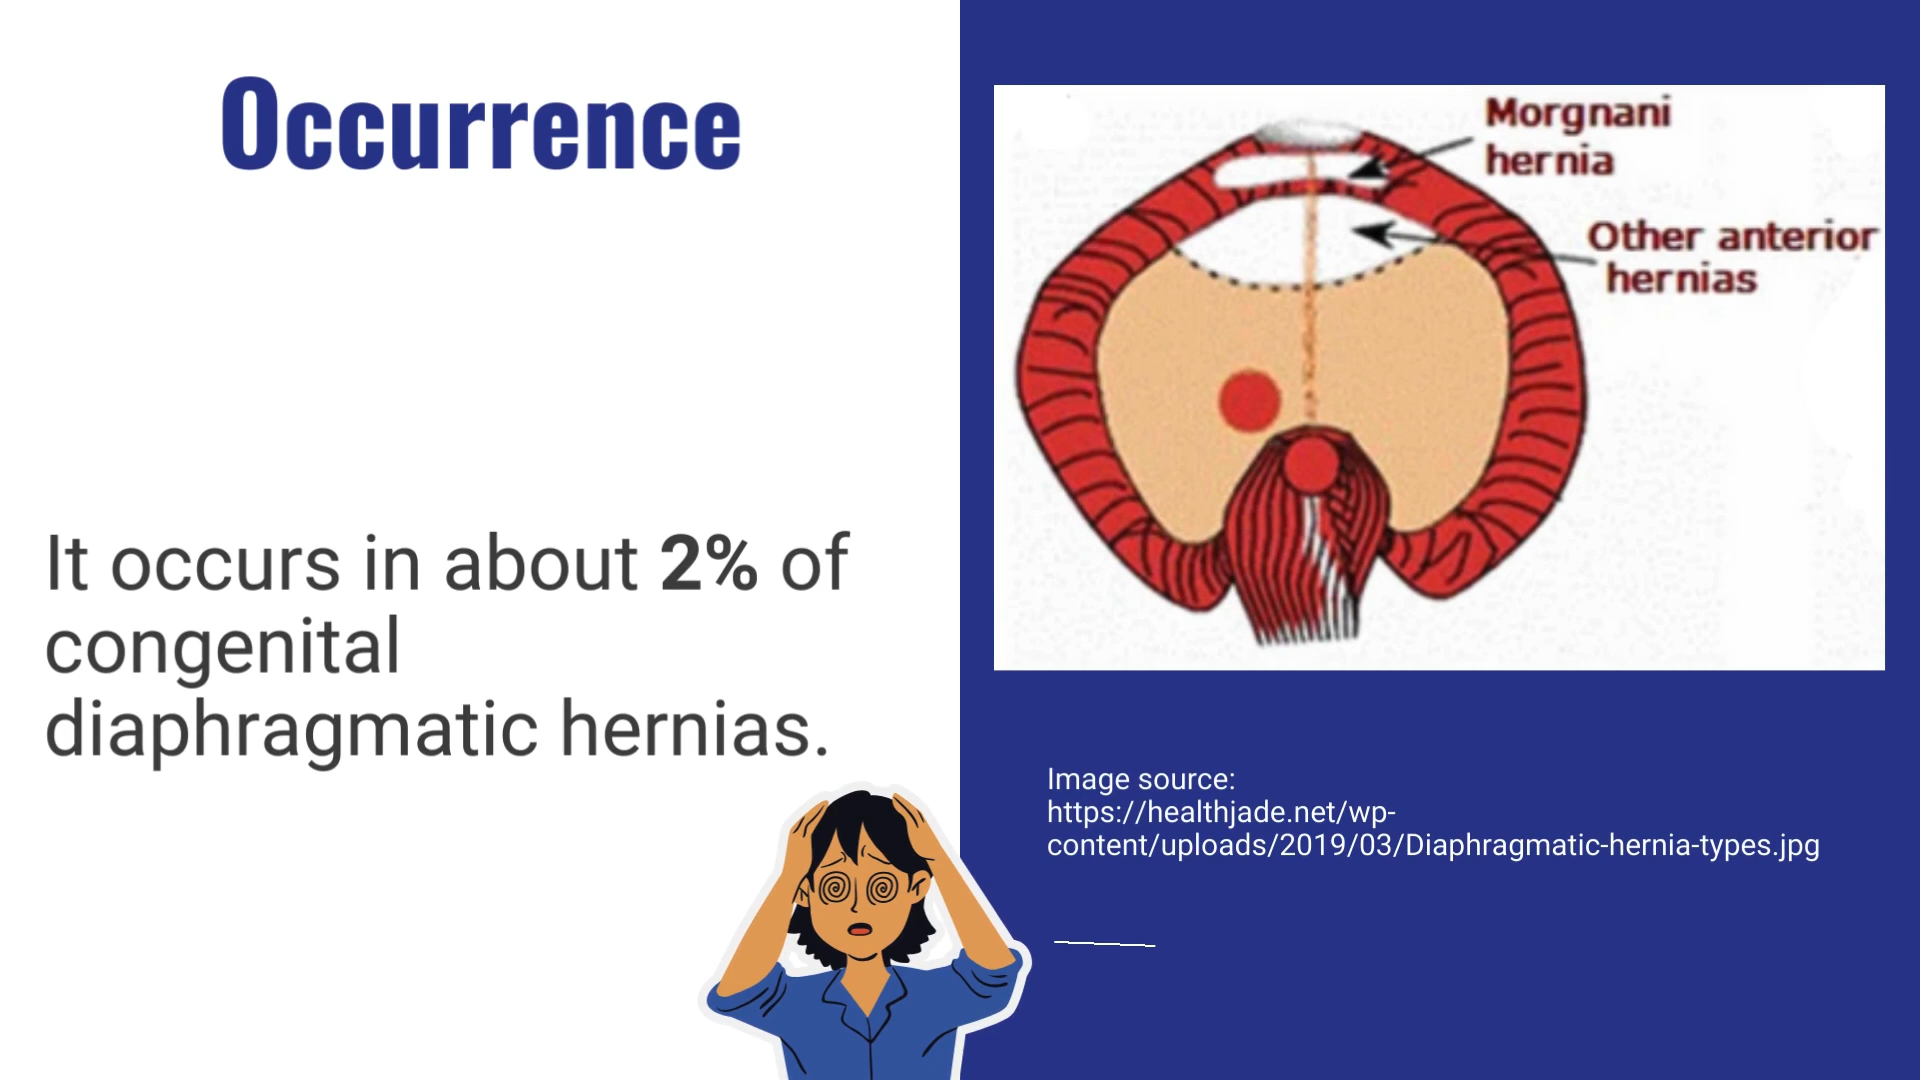 Occurrence
It occurs in about 2% of
congenital
diaphragmatic hernias.
Morgnani
hernia
Other anterior
hernias
Image source:
https://healthjade.net/wp-
content/uploads/2019/03/Diaphragmatic-hernia-types.jpg